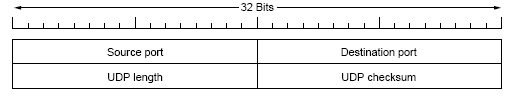 32 Bits
Source port Destination port
UDP length UDP checksum